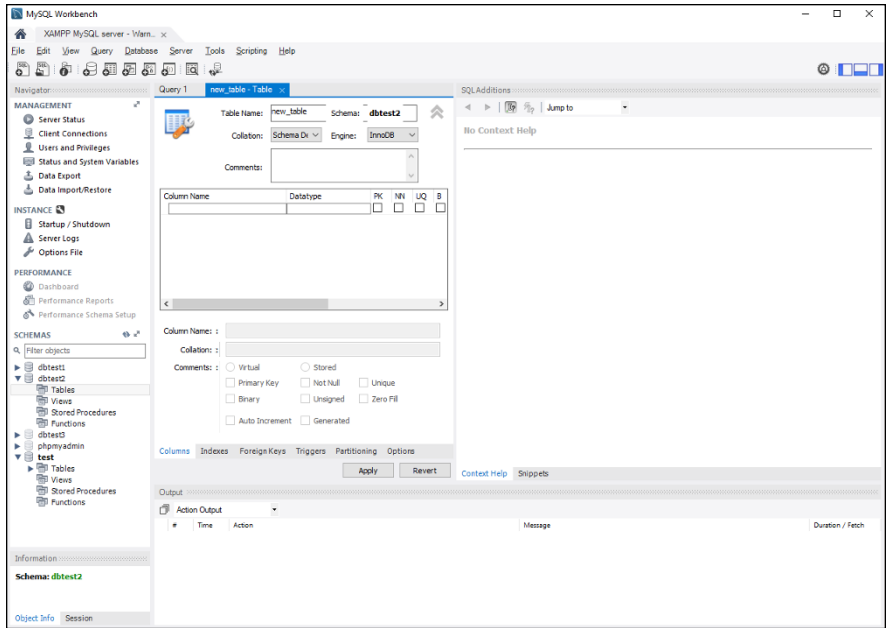 MySQL Workbench
XAMPP MySQL server - Warn... ×
File Edit View Query Database Server Tools Scripting Help
Navigator
MANAGEMENT
Server Status
Client Connections
Users and Privileges
Status and System Variables
Data Export
Data Import/Restore
INSTANCE
Startup / Shutdown
Server Logs
Options File
PERFORMANCE
Dashboard
Performance Reports
Performance Schema Setup
SCHEMAS
Filter objects
dbtest1
dbtest2
Tables
Views
Stored Procedures
Functions
dbtest3
phpmyadmin
test
Tables
Views
Stored Procedures
Functions
Information
Schema: dbtest2
Object Info Session
Query 1 new_table - Table ×
Table Name: new_table Schema: dbtest2
Collation: Schema De Engine: InnoDB
Comments:
Column Name Datatype PK NN UQ B
Column Name: :
Collation: :
Comments: : Virtual Stored
Primary Key Not Null Unique
Binary Unsigned Zero Fill
Auto Increment Generated
Columns Indexes Foreign Keys Triggers Partitioning Options
Apply Revert
SQLAdditions
Jump to
No Context Help
Context Help Snippets
Output
Action Output
# Time Action Message Duration / Fetch